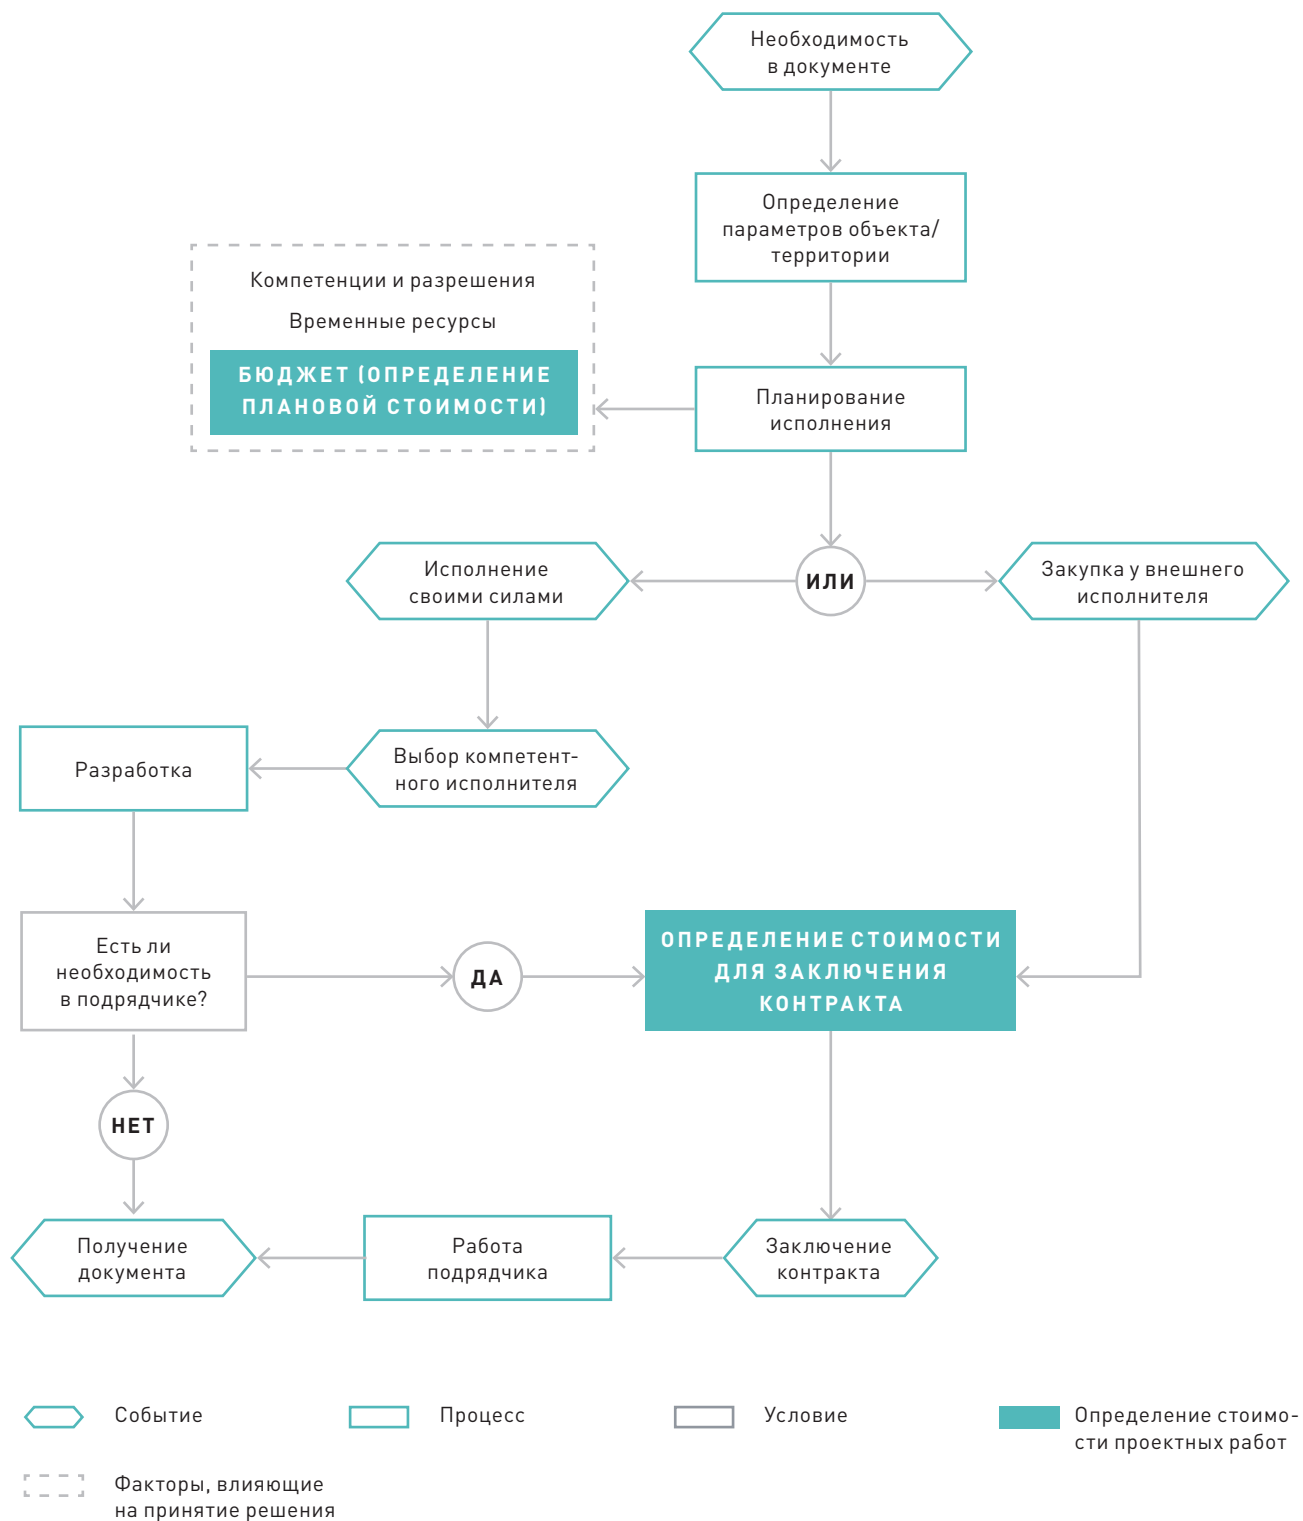 Необходимость
в документе
Определение
параметров объекта/
территории
Компетенции и разрешения
Временные ресурсы
БЮДЖЕТ (ОПРЕДЕЛЕНИЕ
ПЛАНОВОЙ СТОИМОСТИ)
Планирование
исполнения
Исполнение
своими силами
ИЛИ
Закупка у внешнего
исполнителя
Разработка
Выбор компетент-
ного исполнителя
Есть ли
необходимость
в подрядчике?
ДА
ОПРЕДЕЛЕНИЕ СТОИМОСТИ
ДЛЯ ЗАКЛЮЧЕНИЯ
КОНТРАКТА
НЕТ
Получение
документа
Работа
подрядчика
Заключение
контракта
Событие
Процесс
Условие
Определение стоимо-
сти проектных работ
Факторы, влияющие
на принятие решения